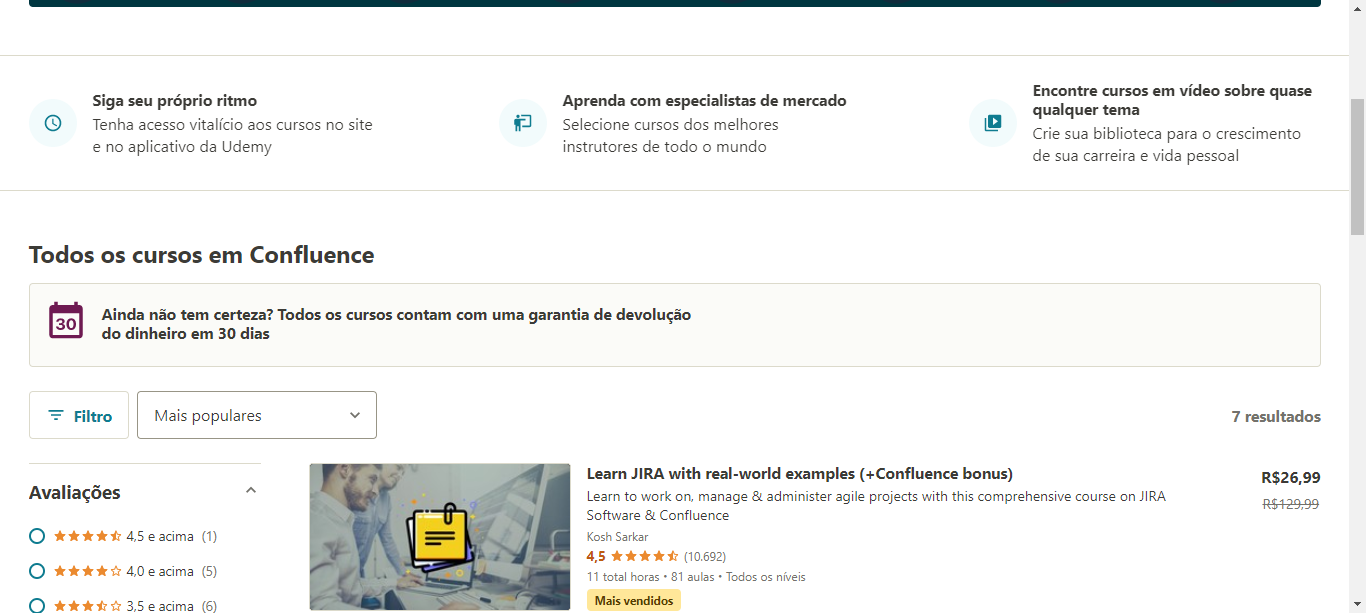 Siga seu próprio ritmo
Tenha acesso vitalício aos cursos no site
e no aplicativo da Udemy
Aprenda com especialistas de mercado
Selecione cursos dos melhores
instrutores de todo o mundo
Encontre cursos em vídeo sobre quase
qualquer tema
Crie sua biblioteca para o crescimento
de sua carreira e vida pessoal
Todos os cursos em Confluence
30
Ainda não tem certeza? Todos os cursos contam com uma garantia de devolução
do dinheiro em 30 dias
Filtro
Mais populares
7 resultados
Avaliações
4,5 e acima (1)
4,0 e acima (5)
3,5 e acima (6)
Learn JIRA with real-world examples (+Confluence bonus)
Learn to work on, manage & administer agile projects with this comprehensive course on JIRA
Software & Confluence
Kosh Sarkar
4,5 (10.692)
11 total horas • 81 aulas • Todos os níveis
Mais vendidos
R$26,99
R$129,99